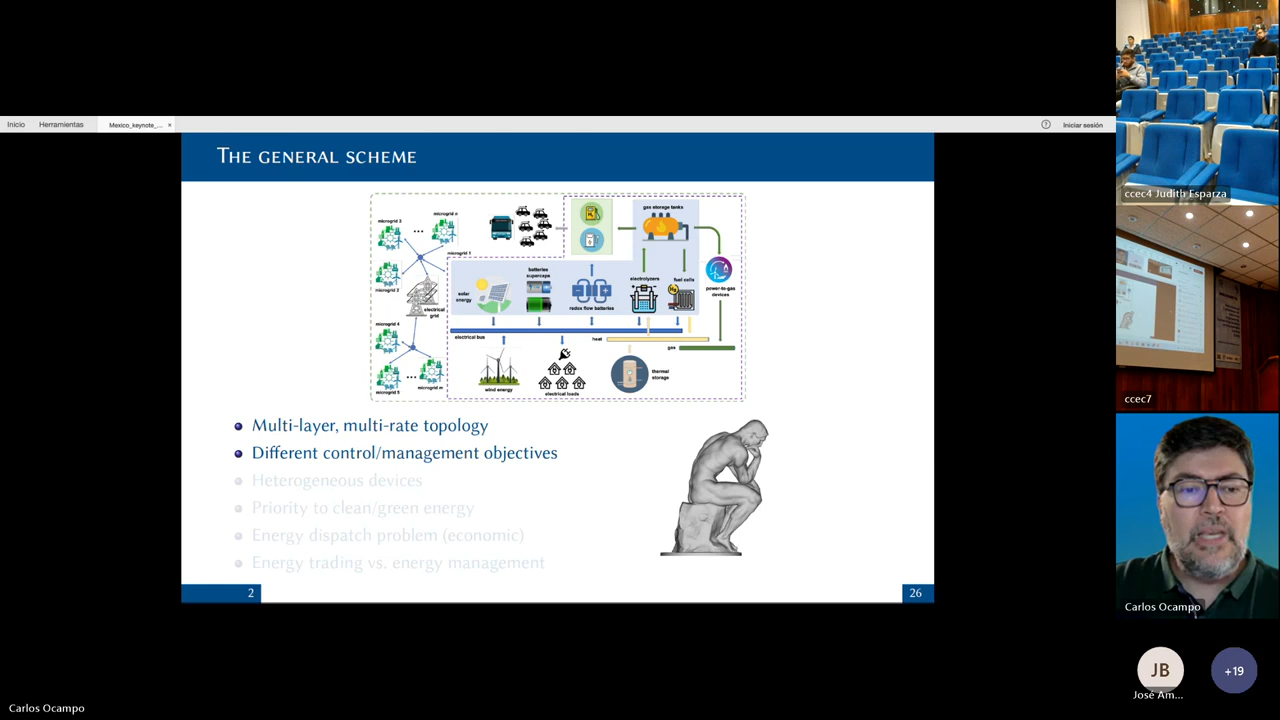 Inicio Herramientas Mexico_keynote_... × Iniciar sesión
THE GENERAL SCHEME
microgrid 3
microgrid n
microgrid 1
microgrid 2
electrical grid
microgrid 4
microgrid 5
microgrid m
gas storage tanks
batteries
supercaps
solar
energy
redox flow batteries
electrolyzers
fuel cells
H2
power-to-gas
devices
electrical bus
heat
gas
wind energy
electrical loads
thermal
storage
Multi-layer, multi-rate topology
Different control/management objectives
Heterogeneous devices
Priority to clean/green energy
Energy dispatch problem (economic)
Energy trading vs. energy management
2
26
ccec4 Judith Esparza
ccec7
Carlos Ocampo
JB
José Am...
+19
Carlos Ocampo